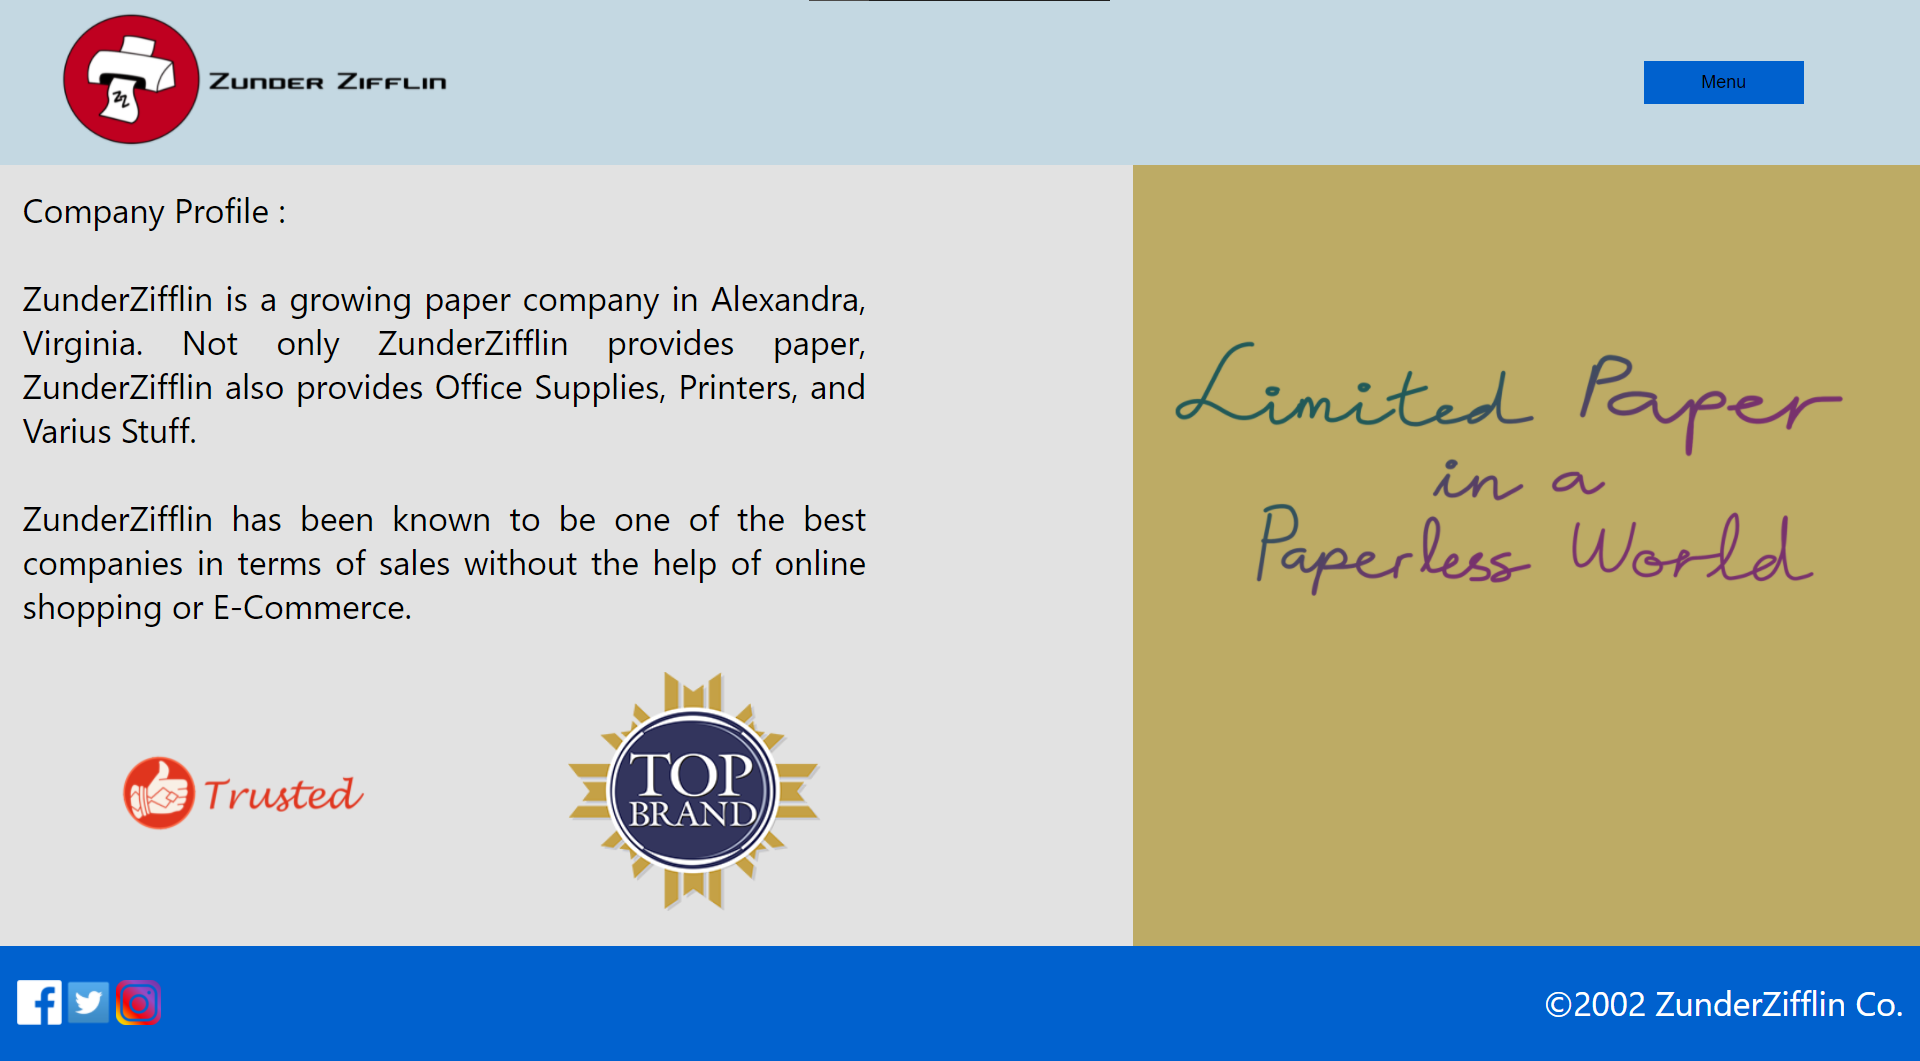 ZUNDER ZIFFLIN
Menu
Company Profile :
ZunderZifflin is a growing paper company in Alexandra,
Virginia. Not only ZunderZifflin provides paper,
ZunderZifflin also provides Office Supplies, Printers, and
Varius Stuff.
ZunderZifflin has been known to be one of the best
companies in terms of sales without the help of online
shopping or E-Commerce.
Trusted
TOP
BRAND
Limited Paper
in a
Paperless World
©2002 ZunderZifflin Co.